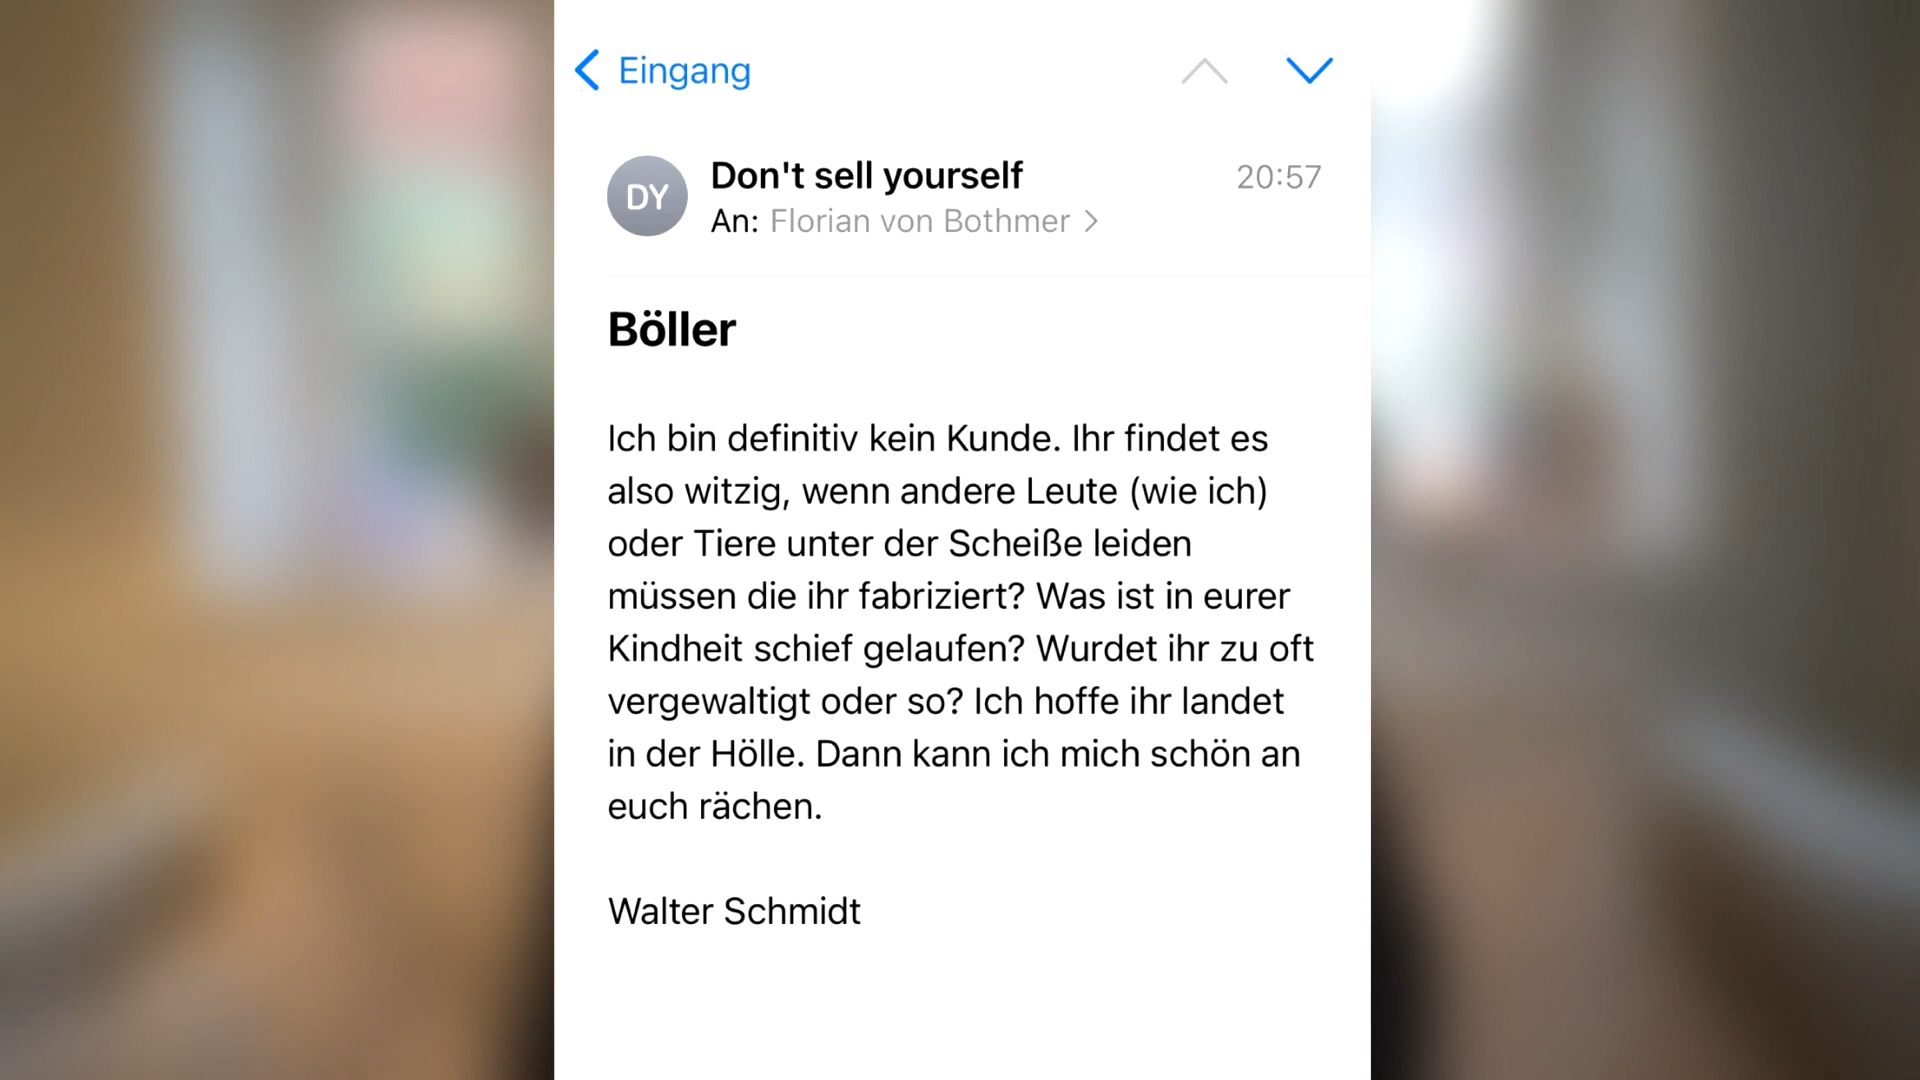 Eingang
DY
Don't sell yourself
20:57
An: Florian von Bothmer
Böller
Ich bin definitiv kein Kunde. Ihr findet es
also witzig, wenn andere Leute (wie ich)
oder Tiere unter der Scheiße leiden
müssen die ihr fabriziert? Was ist in eurer
Kindheit schief gelaufen? Wurdet ihr zu oft
vergewaltigt oder so? Ich hoffe ihr landet
in der Hölle. Dann kann ich mich schön an
euch rächen.
Walter Schmidt